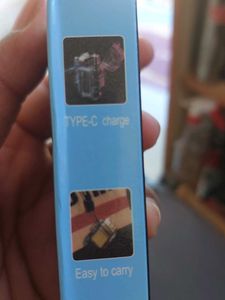 TYPE-C charge
Easy to carry